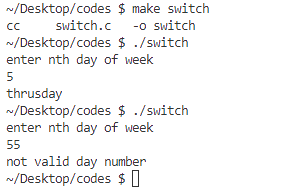 ~/Desktop/codes $ make switch
cc     switch.c   -o switch
~/Desktop/codes $ ./switch
enter nth day of week
5
thrusday
~/Desktop/codes $ ./switch
enter nth day of week
55
not valid day number
~/Desktop/codes $